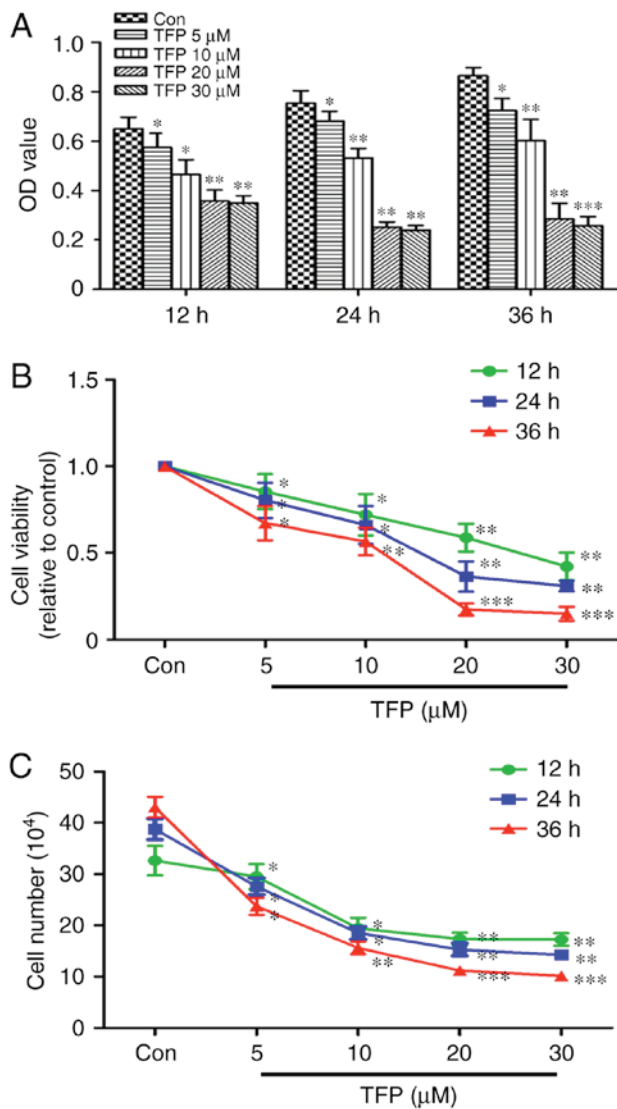 A
Con
TFP 5 μM
TFP 10 μM
TFP 20 μM
TFP 30 μM
OD value
1.0
0.8
0.6
0.4
0.2
0
* * ** **
* ** ** **
* ** ** ***
12 h 24 h 36 h
B
12 h
24 h
36 h
Cell viability
(relative to control)
1.5
1.0
0.5
0
* * ** **
* * ** **
* ** *** ***
Con 5 10 20 30
TFP (μM)
C
12 h
24 h
36 h
Cell number (10⁴)
50
40
30
20
10
0
* * ** **
* * ** **
* ** *** ***
Con 5 10 20 30
TFP (μM)